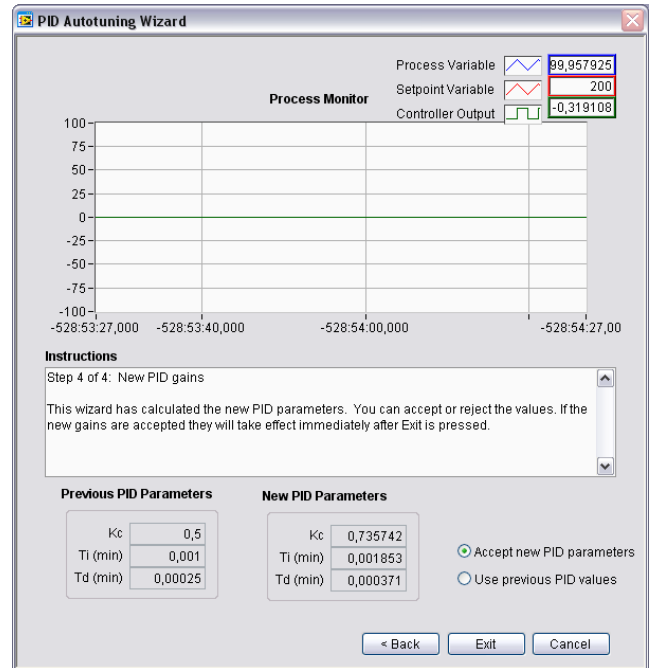 PID Autotuning Wizard
Process Variable 99,957925
Setpoint Variable 200
Process Monitor
Controller Output -0,319108
100
75
50
25
0
-25
-50
-75
-100
-528:53:27,000 -528:53:40,000 -528:54:00,000 -528:54:27,00
Instructions
Step 4 of 4: New PID gains
This wizard has calculated the new PID parameters. You can accept or reject the values. If the
new gains are accepted they will take effect immediately after Exit is pressed.
Previous PID Parameters New PID Parameters
Kc 0,5 Kc 0,735742
Ti (min) 0,001 Ti (min) 0,001853
Accept new PID parameters
Td (min) 0,00025 Td (min) 0,000371
Use previous PID values
< Back Exit Cancel